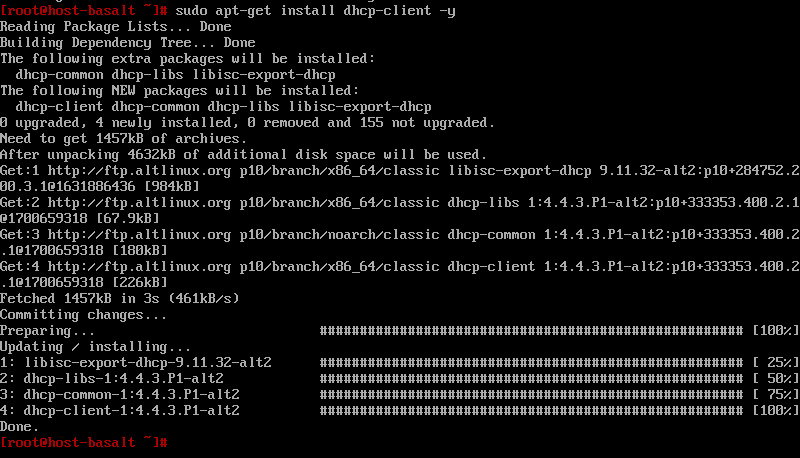 [root@host-basalt ~]# sudo apt-get install dhcp-client -y
Reading Package Lists... Done
Building Dependency Tree... Done
The following extra packages will be installed:
  dhcp-common dhcp-libs libisc-export-dhcp
The following NEW packages will be installed:
  dhcp-client dhcp-common dhcp-libs libisc-export-dhcp
0 upgraded, 4 newly installed, 0 removed and 155 not upgraded.
Need to get 1457kB of archives.
After unpacking 4632kB of additional disk space will be used.
Get:1 http://ftp.altlinux.org p10/branch/x86_64/classic libisc-export-dhcp 9.11.32-alt2:p10+284752.2
00.3.1@1631886436 [984kB]
Get:2 http://ftp.altlinux.org p10/branch/x86_64/classic dhcp-libs 1:4.4.3.P1-alt2:p10+333353.400.2.1
@1700659318 [67.9kB]
Get:3 http://ftp.altlinux.org p10/branch/noarch/classic dhcp-common 1:4.4.3.P1-alt2:p10+333353.400.2
.1@1700659318 [180kB]
Get:4 http://ftp.altlinux.org p10/branch/x86_64/classic dhcp-client 1:4.4.3.P1-alt2:p10+333353.400.2
.1@1700659318 [226kB]
Fetched 1457kB in 3s (461kB/s)
Committing changes...
Preparing...                            ##################################################### [100%]
Updating / installing...
1: libisc-export-dhcp-9.11.32-alt2      ##################################################### [ 25%]
2: dhcp-libs-1:4.4.3.P1-alt2            ##################################################### [ 50%]
3: dhcp-common-1:4.4.3.P1-alt2          ##################################################### [ 75%]
4: dhcp-client-1:4.4.3.P1-alt2          ##################################################### [100%]
Done.
[root@host-basalt ~]#